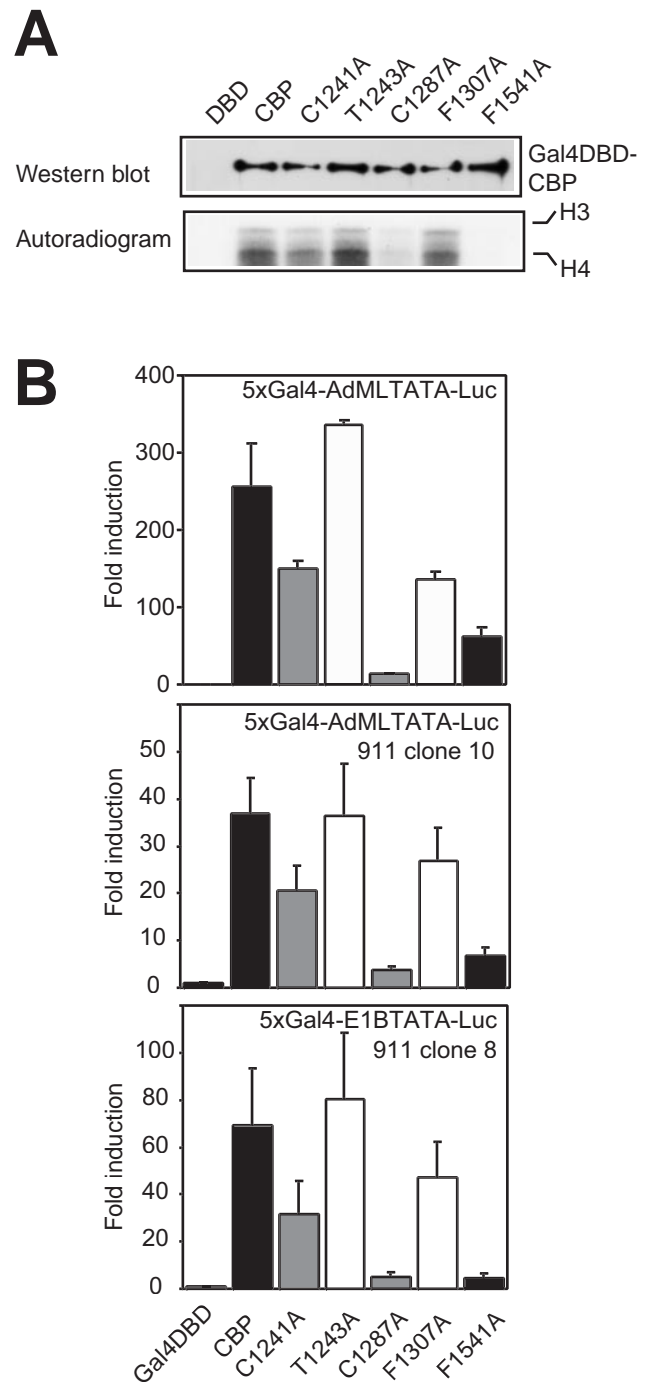 A
DBD CBP C1241A T1243A C1287A F1307A F1541A
Western blot
Gal4DBD-
CBP
Autoradiogram
H3
H4
B
5xGal4-AdMLTATA-Luc
Fold induction
400
300
200
100
0
5xGal4-AdMLTATA-Luc
911 clone 10
Fold induction
50
40
30
20
10
0
5xGal4-E1BTATA-Luc
911 clone 8
Fold induction
100
80
60
40
20
0
Gal4DBD CBP C1241A T1243A C1287A F1307A F1541A